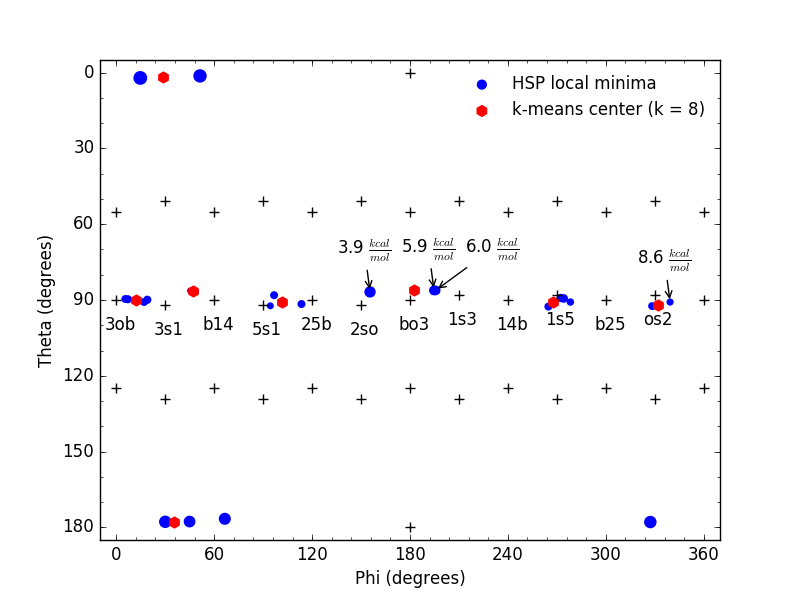 0
HSP local minima
k-means center (k = 8)
30
60
3.9 kcal/mol 5.9 kcal/mol 6.0 kcal/mol
8.6 kcal/mol
90
3ob 3s1 b14 5s1 25b 2so bo3 1s3 14b 1s5 b25 os2
120
150
180
0 60 120 180 240 300 360
Phi (degrees)
Theta (degrees)